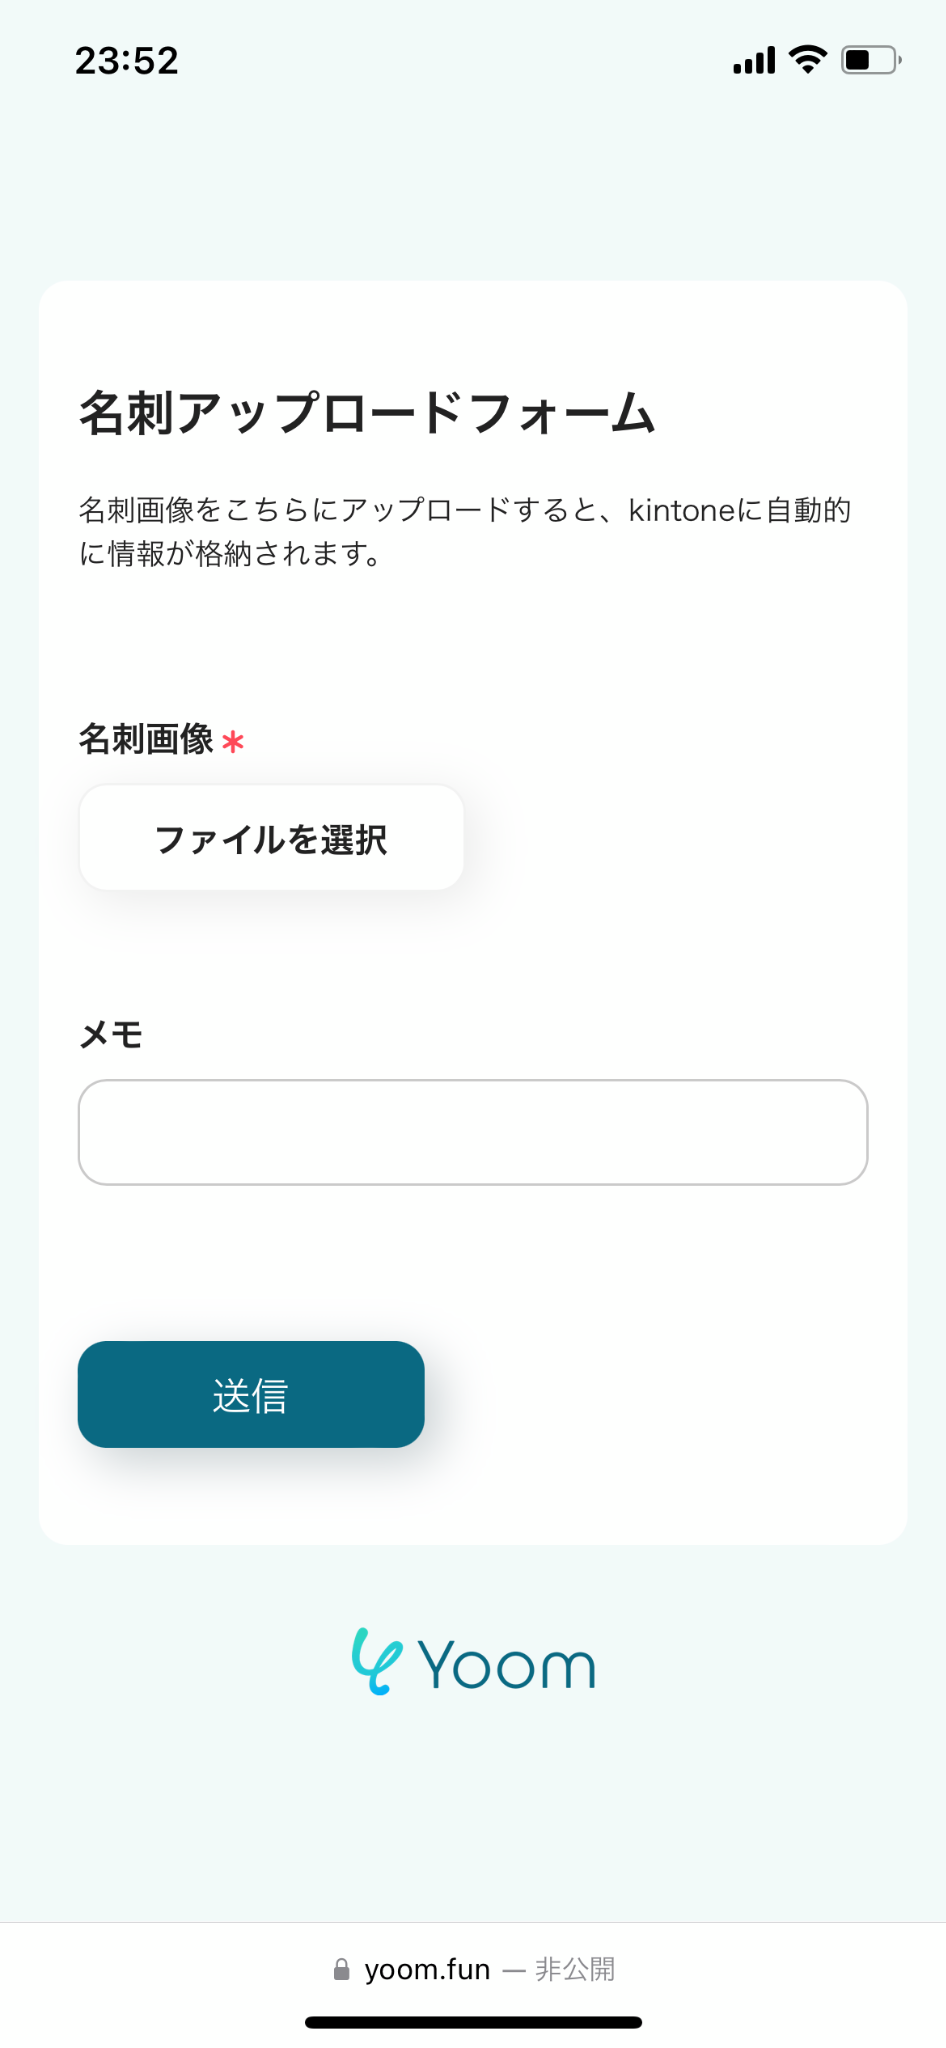 23:52
名刺アップロードフォーム
名刺画像をこちらにアップロードすると、kintoneに自動的
に情報が格納されます。
名刺画像 *
ファイルを選択
メモ
送信
Yoom
yoom.fun — 非公開